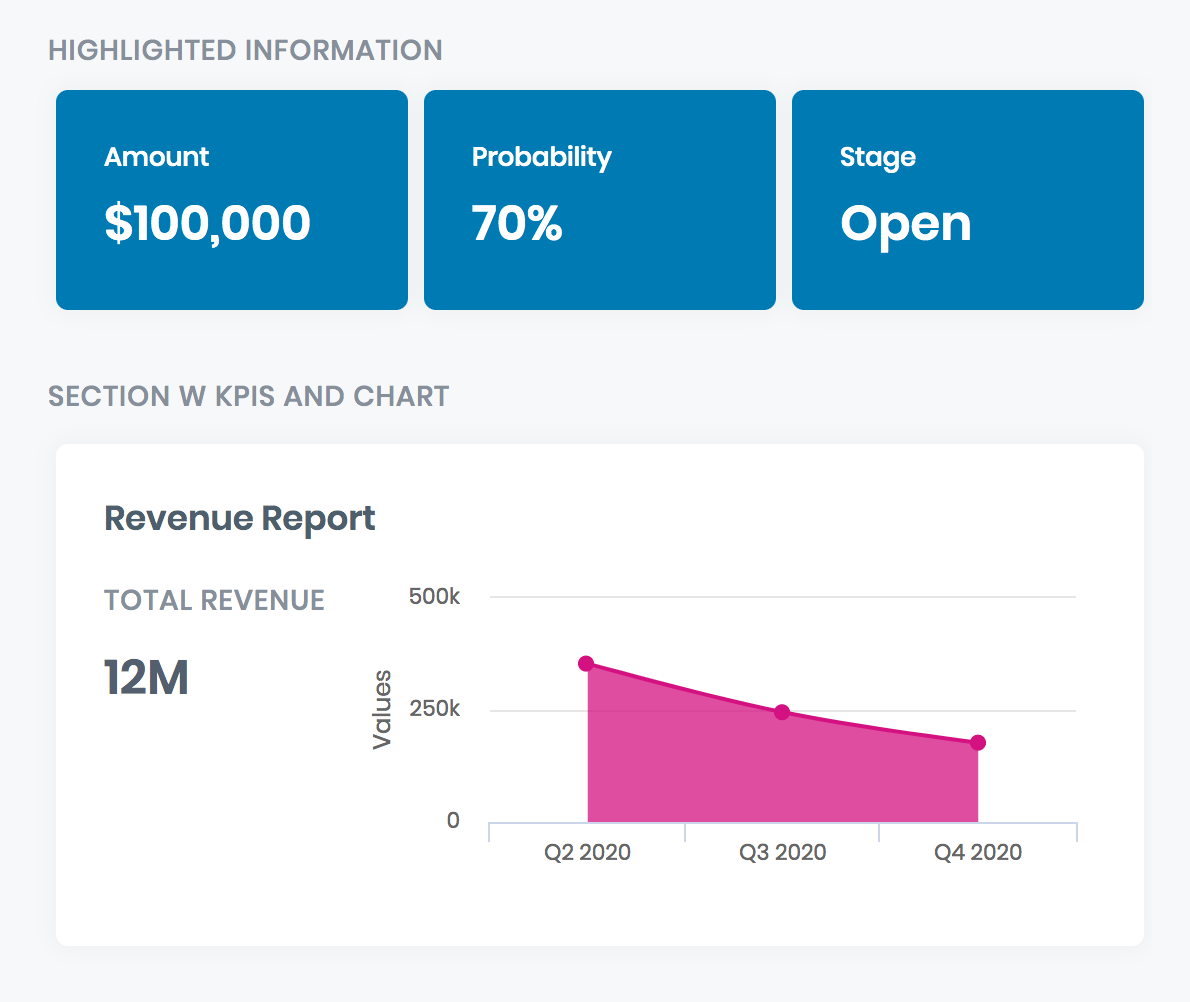 HIGHLIGHTED INFORMATION
Amount
$100,000
Probability
70%
Stage
Open
SECTION W KPIS AND CHART
Revenue Report
TOTAL REVENUE
12M
Values
500k
250k
0
Q2 2020
Q3 2020
Q4 2020